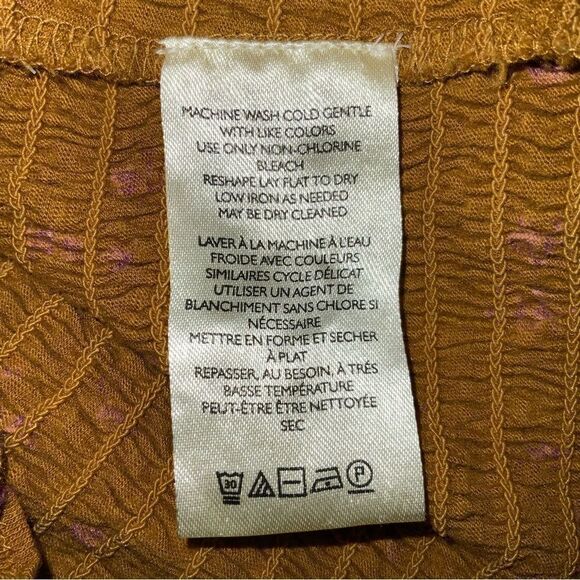 MACHINE WASH COLD GENTLE
WITH LIKE COLORS
USE ONLY NON-CHLORINE
BLEACH
RESHAPE LAY FLAT TO DRY
LOW IRON AS NEEDED
MAY BE DRY CLEANED
LAVER À LA MACHINE À L'EAU
FROIDE AVEC COULEURS
SIMILAIRES CYCLE DÉLICAT
UTILISER UN AGENT DE
BLANCHIMENT SANS CHLORE SI
NÉCESSAIRE
METTRE EN FORME ET SECHER
À PLAT
REPASSER, AU BESOIN, À TRÉS
BASSE TEMPÉRATURE
PEUT-ÊTRE ÊTRE NETTOYÉE
SEC
30 P